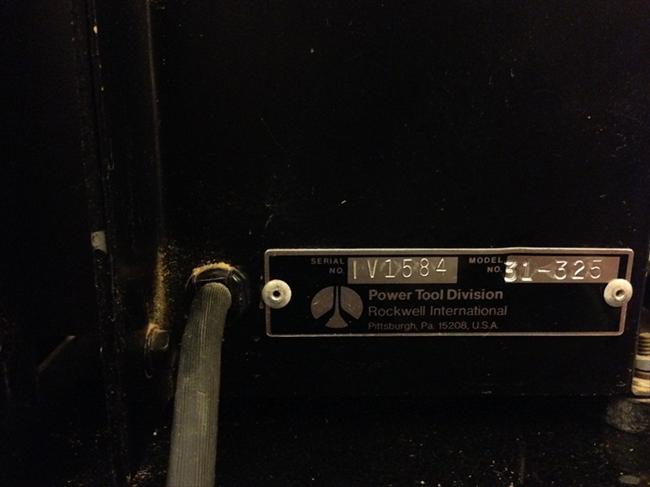 SERIAL NO. IV1584 MODEL NO. 31-325
Power Tool Division
Rockwell International
Pittsburgh, Pa. 15208, U.S.A.